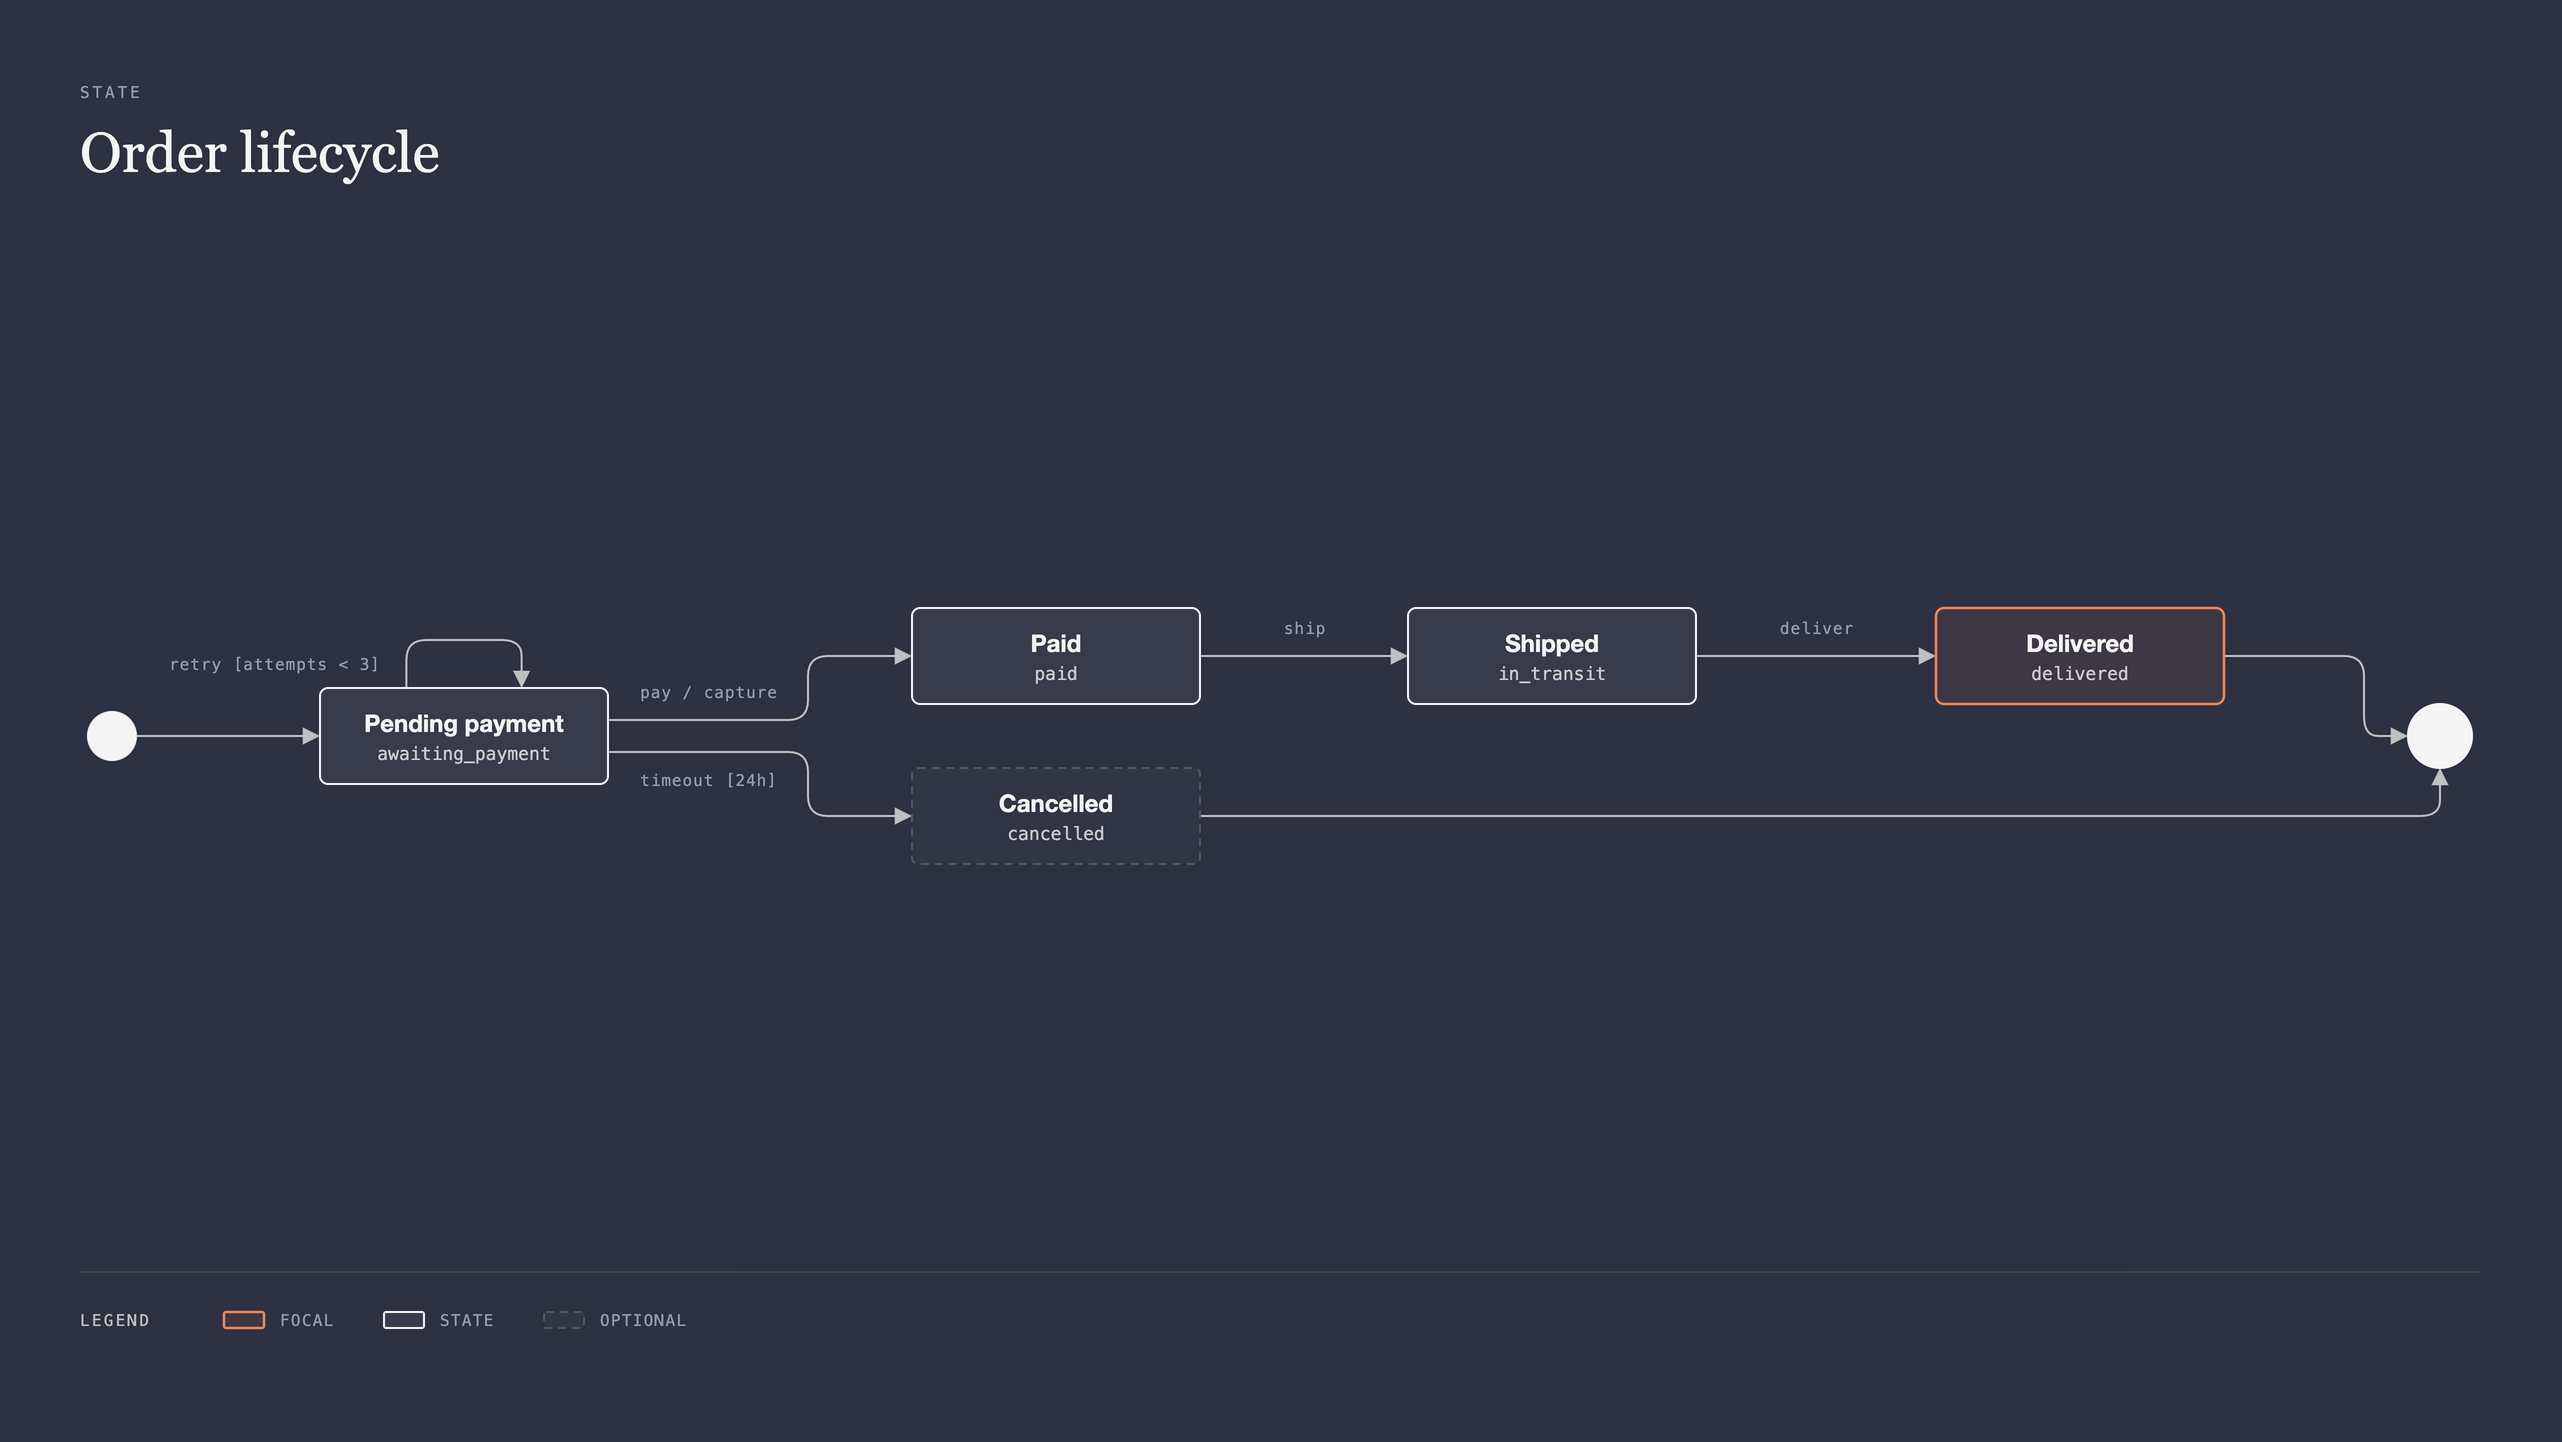 STATE
Order lifecycle
retry [attempts < 3]
Pending payment
awaiting_payment
pay / capture
timeout [24h]
Paid
paid
ship
Shipped
in_transit
deliver
Delivered
delivered
Cancelled
cancelled
LEGEND
FOCAL
STATE
OPTIONAL